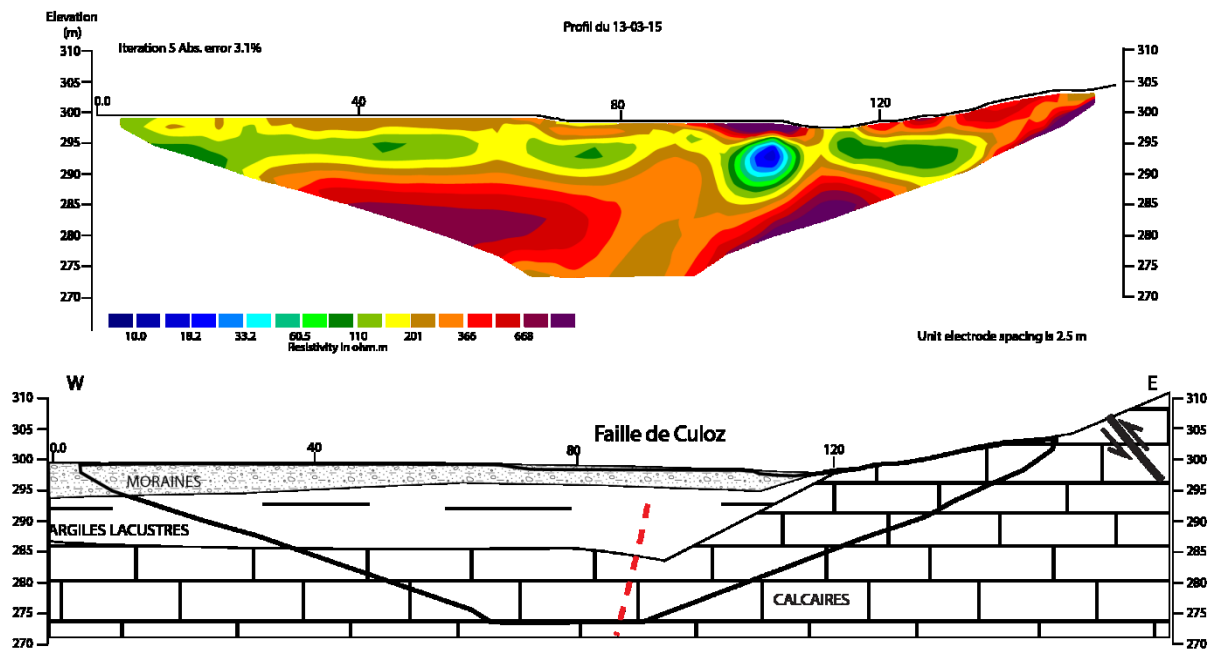 Elevation
(m)
Profil du 13-03-15
Iteration 5 Abs. error 3.1%
310
305
300
295
290
285
280
275
270
0.0 40 80 120
310
305
300
295
290
285
280
275
270
10.0 18.2 33.2 60.5 110 201 366 668
Resistivity in ohm.m
Unit electrode spacing is 2.5 m
W
E
310
305
300
295
290
285
280
275
270
Faille de Culoz
0.0 40 80 120
MORAINES
ARGILES LACUSTRES
CALCAIRES
310
305
300
295
290
285
280
275
270